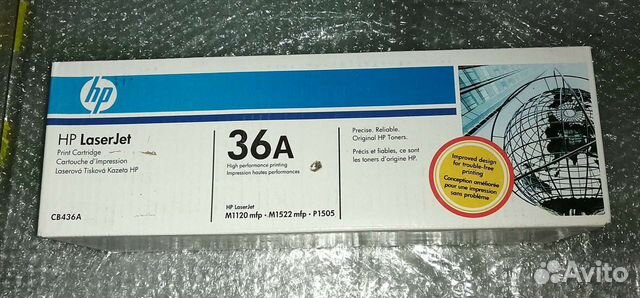 hp
HP LaserJet
Print Cartridge
Cartouche d'impression
Laserová Tisková Kazeta HP
CB436A
36A
High performance printing
Impression hautes performances
HP LaserJet
M1120 mfp • M1522 mfp • P1505
Precise. Reliable.
Original HP Toners.
Précis et fiables, ce sont
les toners d'origine HP.
Improved design
for trouble-free
printing
Conception améliorée
pour une impression
sans problème
Avito